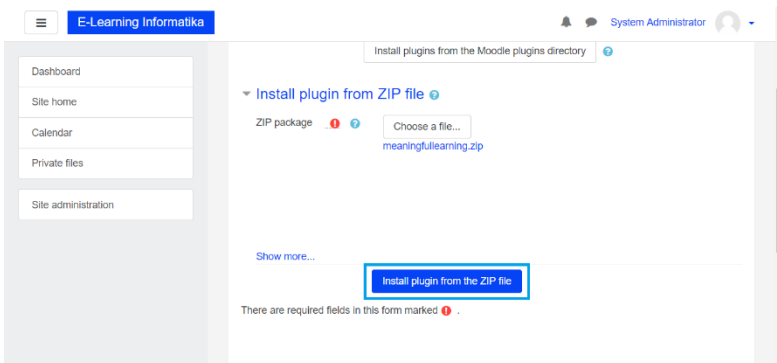 E-Learning Informatika
System Administrator
Install plugins from the Moodle plugins directory
Dashboard
Site home
Calendar
Private files
Site administration
Install plugin from ZIP file
ZIP package
Choose a file...
meaningfullearning.zip
Show more...
Install plugin from the ZIP file
There are required fields in this form marked .